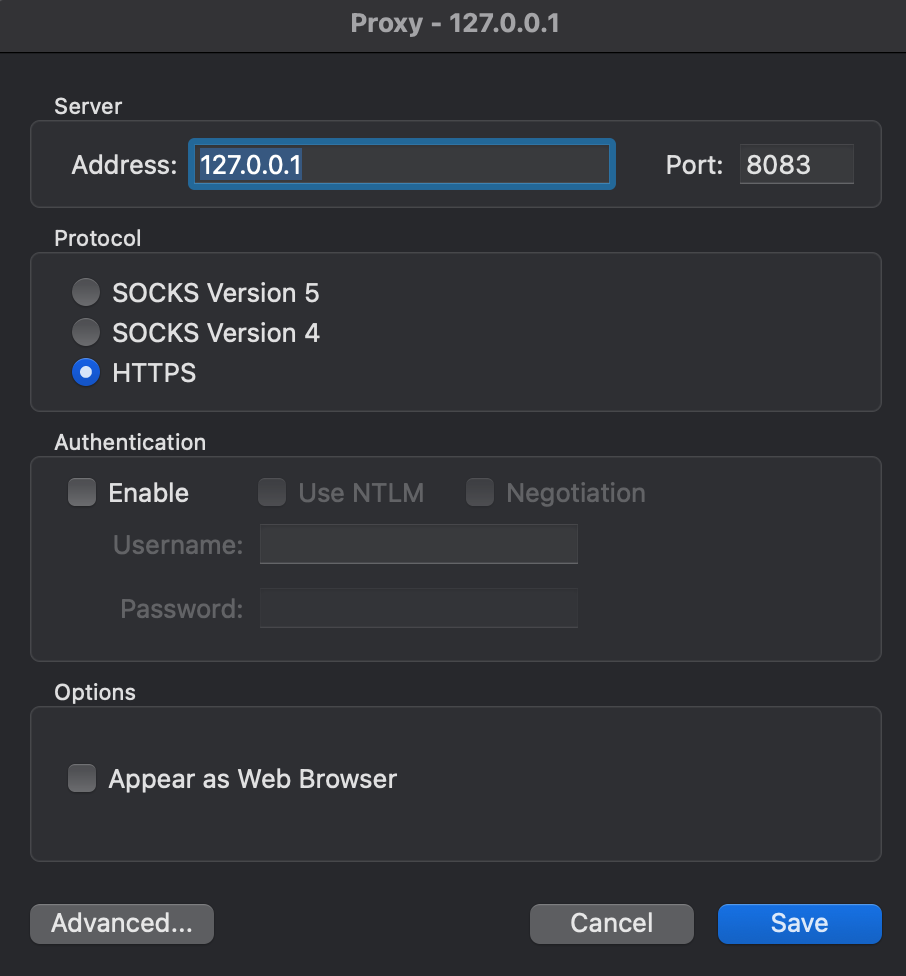 Proxy - 127.0.0.1
Server
Address: 127.0.0.1 Port: 8083
Protocol
SOCKS Version 5
SOCKS Version 4
HTTPS
Authentication
Enable Use NTLM Negotiation
Username:
Password:
Options
Appear as Web Browser
Advanced... Cancel Save